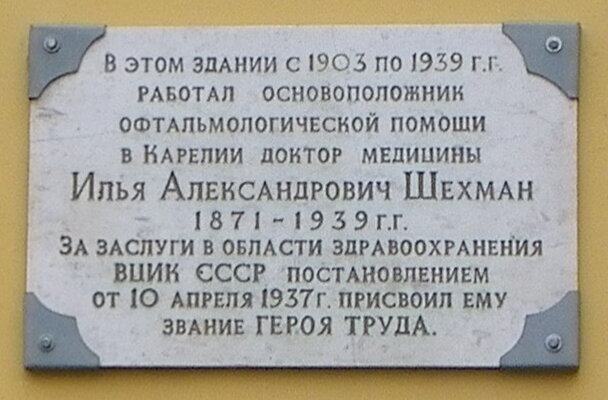 В ЭТОМ ЗДАНИИ С 1903 ПО 1939 Г.Г.
РАБОТАЛ ОСНОВОПОЛОЖНИК
ОФТАЛЬМОЛОГИЧЕСКОЙ ПОМОЩИ
В КАРЕЛИИ ДОКТОР МЕДИЦИНЫ
ИЛЬЯ АЛЕКСАНДРОВИЧ ШЕХМАН
1871-1939 Г.Г.
ЗА ЗАСЛУГИ В ОБЛАСТИ ЗДРАВООХРАНЕНИЯ
ВЦИК СССР ПОСТАНОВЛЕНИЕМ
ОТ 10 АПРЕЛЯ 1937Г. ПРИСВОИЛ ЕМУ
ЗВАНИЕ ГЕРОЯ ТРУДА.